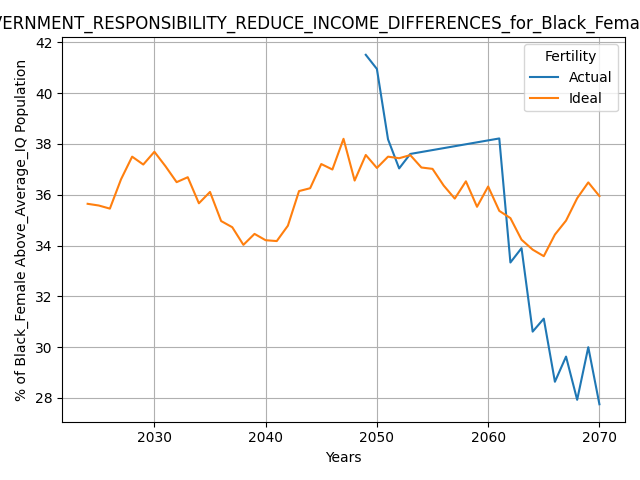 VERNMENT_RESPONSIBILITY_REDUCE_INCOME_DIFFERENCES_for_Black_Fema
Fertility
Actual
Ideal
% of Black_Female Above_Average_IQ Population
42
40
38
36
34
32
30
28
2030 2040 2050 2060 2070
Years